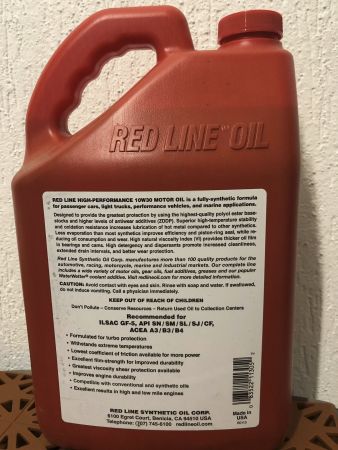 RED LINE OIL
RED LINE HIGH-PERFORMANCE 10W30 MOTOR OIL is a fully-synthetic formula
for passenger cars, light trucks, performance vehicles, and marine applications.
Designed to provide the greatest protection by using the highest-quality polyol ester base-
stocks and higher levels of antiwear additives (ZDDP). Superior high-temperature stability
and oxidation resistance increases lubrication of hot metal compared to other synthetics.
Less evaporation than most synthetics improves efficiency and piston-ring seal, while re-
ducing oil consumption and wear. High natural viscosity index (VI) provides thicker oil film
in bearings and cams. High detergency and dispersants promote increased cleanliness,
extended drain intervals, and better wear protection.
Red Line Synthetic Oil Corp. manufactures more than 100 quality products for the
automotive, racing, motorcycle, marine and industrial markets. Our complete line
includes a wide variety of motor oils, gear oils, fuel additives, greases and our popular
WaterWetter® coolant additive. Visit redlineoil.com for more detailed information.
CAUTION: Avoid contact with eyes and skin. Rinse with soap and water. If swallowed,
do not induce vomiting. Call a physician immediately.
KEEP OUT OF REACH OF CHILDREN
Don't Pollute – Conserve Resources – Return Used Oil to Collection Centers
Recommended for
ILSAC GF-5, API SN/SM/SL/SJ/CF,
ACEA A3/B3/B4
• Formulated for turbo protection
• Withstands extreme temperatures
• Lowest coefficient of friction available for more power
• Excellent film-strength for improved durability
• Greatest viscosity shear protection available
• Improves engine durability
• Compatible with conventional and synthetic oils
• Excellent results in high and low mile engines
RED LINE SYNTHETIC OIL CORP.
6100 Egret Court, Benicia, CA 94510 USA
Telephone: (707) 745-6100 redlineoil.com
Made in
USA